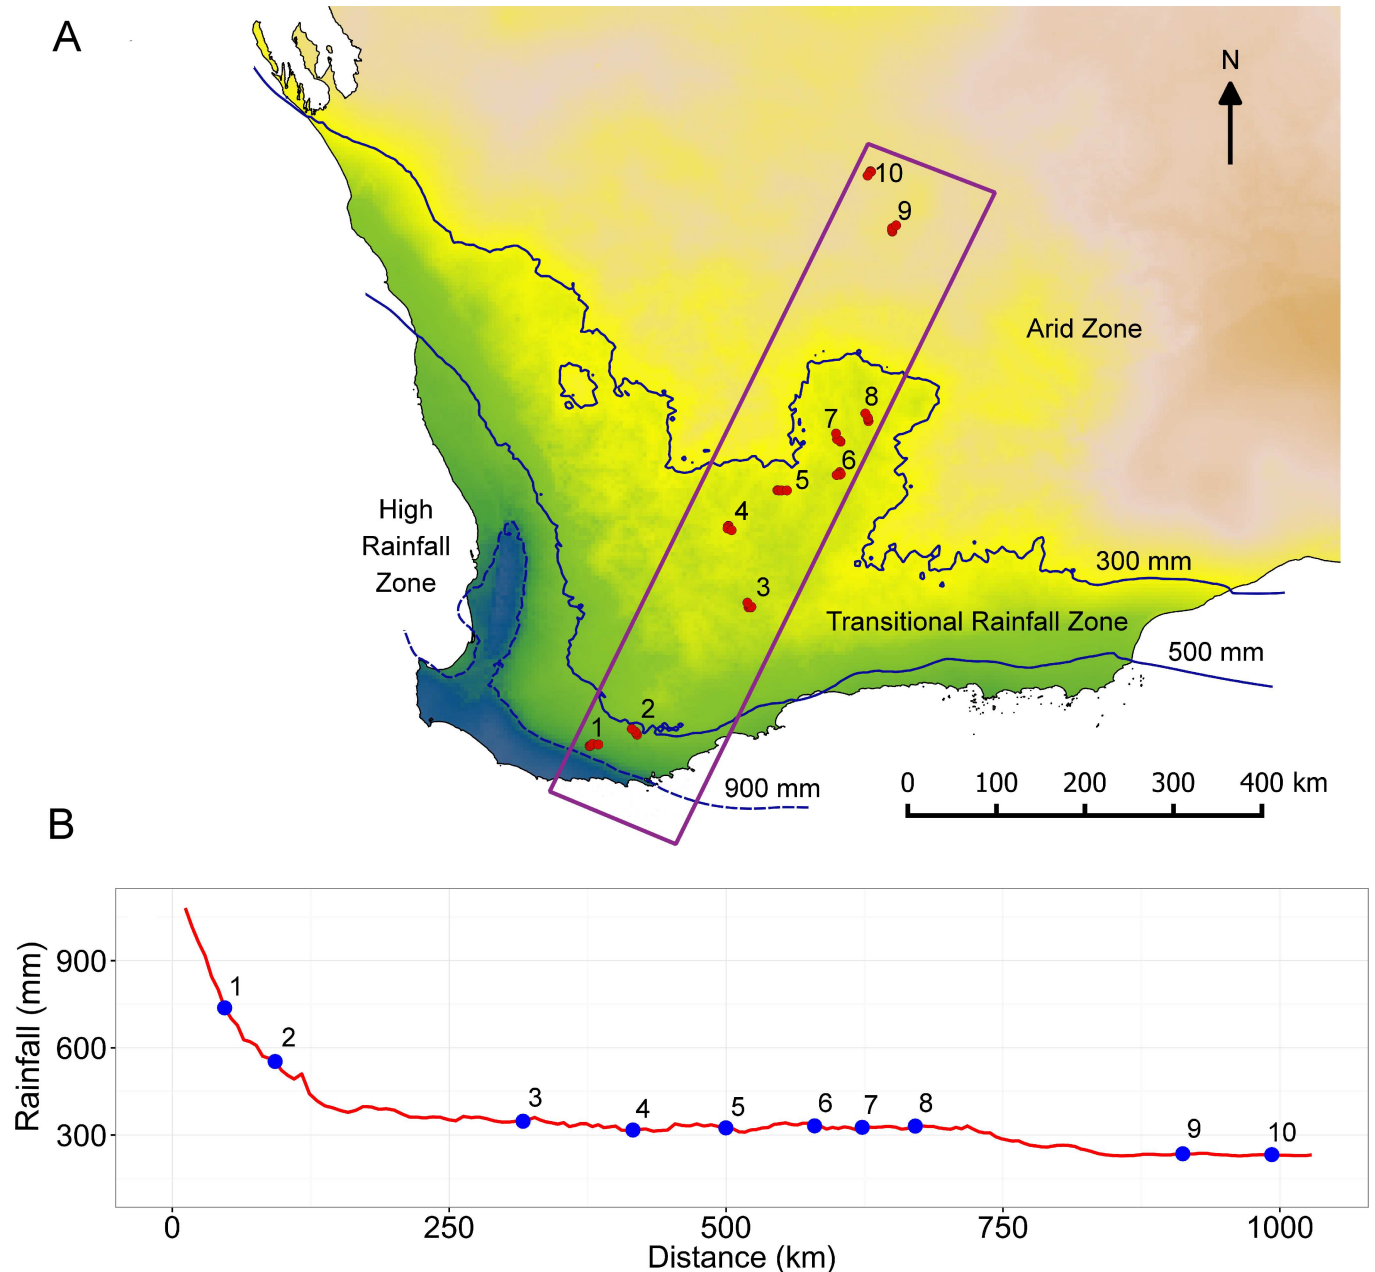 A
N
10
9
Arid Zone
8
7
6
5
4
High
Rainfall
Zone
300 mm
3
Transitional Rainfall Zone
500 mm
2
1
900 mm
0 100 200 300 400 km
B
Rainfall (mm)
900
600
300
1
2
3
4
5
6
7
8
9
10
0 250 500 750 1000
Distance (km)